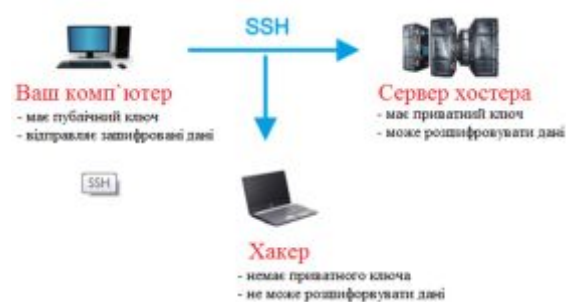 SSH
Ваш комп`ютер
- має публічний ключ
- відправляє зашифровані дані
Сервер хостера
- має приватний ключ
- може розшифровувати дані
SSH
Хакер
- немає приватного ключа
- не може розшифорвувати дані